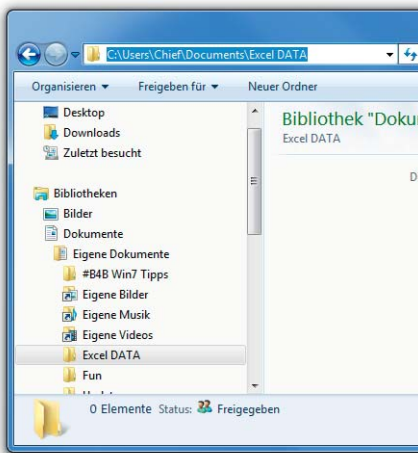 C:\Users\Chief\Documents\Excel DATA
Organisieren Freigeben für Neuer Ordner
Desktop
Downloads
Zuletzt besucht
Bibliotheken
Bilder
Dokumente
Eigene Dokumente
#B4B Win7 Tipps
Eigene Bilder
Eigene Musik
Eigene Videos
Excel DATA
Fun
Bibliothek "Doku
Excel DATA
D
0 Elemente Status: Freigegeben